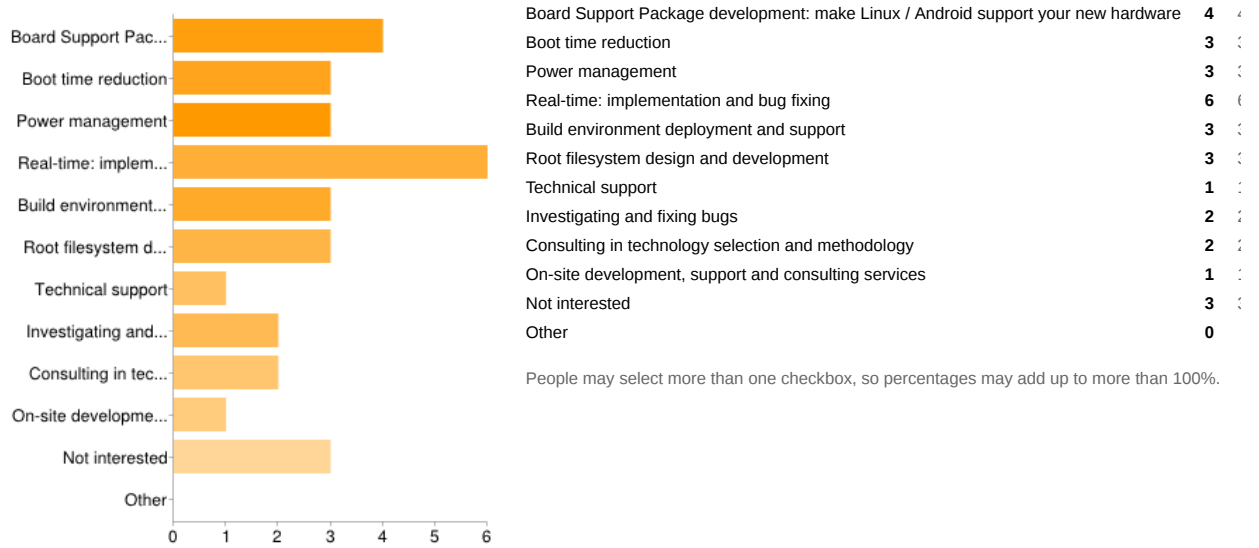 Board Support Pac...
Boot time reduction
Power management
Real-time: implem...
Build environment...
Root filesystem d...
Technical support
Investigating and...
Consulting in tec...
On-site developme...
Not interested
Other
0 1 2 3 4 5 6
Board Support Package development: make Linux / Android support your new hardware 4
Boot time reduction 3
Power management 3
Real-time: implementation and bug fixing 6
Build environment deployment and support 3
Root filesystem design and development 3
Technical support 1
Investigating and fixing bugs 2
Consulting in technology selection and methodology 2
On-site development, support and consulting services 1
Not interested 3
Other 0
People may select more than one checkbox, so percentages may add up to more than 100%.